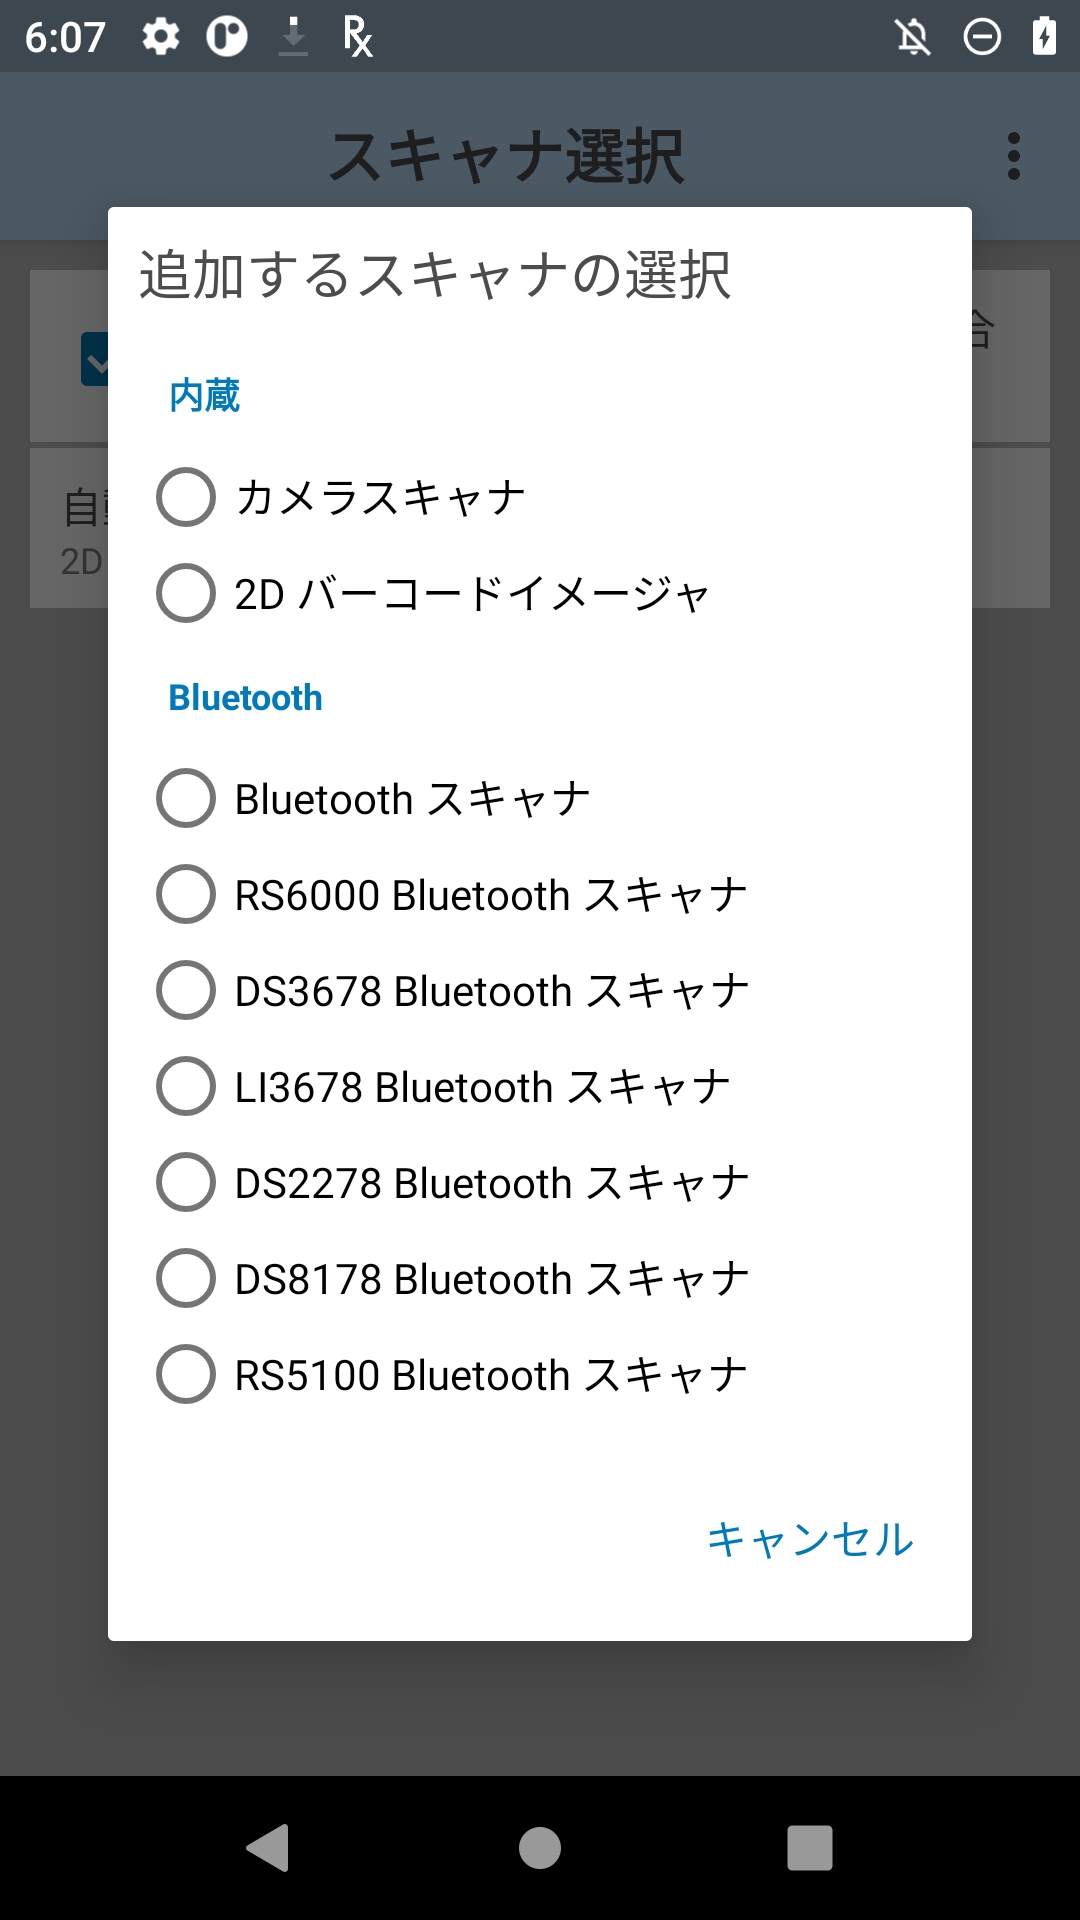 6:07
スキャナ選択
追加するスキャナの選択
内蔵
カメラスキャナ
2D バーコードイメージャ
Bluetooth
Bluetooth スキャナ
RS6000 Bluetooth スキャナ
DS3678 Bluetooth スキャナ
LI3678 Bluetooth スキャナ
DS2278 Bluetooth スキャナ
DS8178 Bluetooth スキャナ
RS5100 Bluetooth スキャナ
キャンセル
合
自
2D